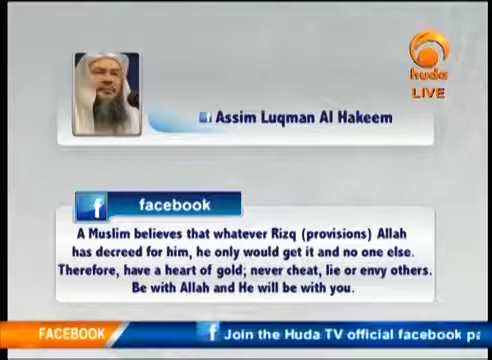 huda
LIVE
Assim Luqman Al Hakeem
facebook
A Muslim believes that whatever Rizq (provisions) Allah
has decreed for him, he only would get it and no one else.
Therefore, have a heart of gold; never cheat, lie or envy others.
Be with Allah and He will be with you.
FACEBOOK
Join the Huda TV official facebook pa